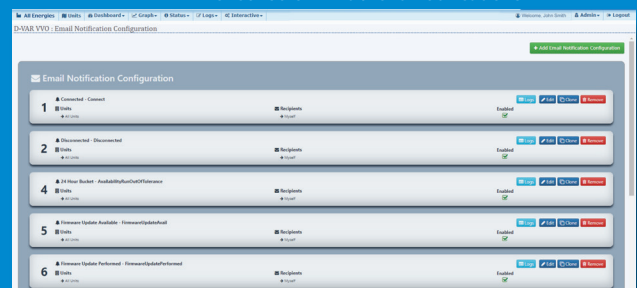 All Energies Units Dashboard Graph Status Logs Interactive Welcome, John Smith Admin Logout
D-VAR VVO : Email Notification Configuration
+ Add Email Notification Configuration
Email Notification Configuration
1 Connected - Connect Logs Edit Clone Remove
Units Recipients Enabled
All Units Myself
2 Disconnected - Disconnected Logs Edit Clone Remove
Units Recipients Enabled
All Units Myself
4 24 Hour Bucket - AvailabilityRunOutOfTolerance Logs Edit Clone Remove
Units Recipients Enabled
All Units Myself
5 Firmware Update Available - FirmwareUpdateAvail Logs Edit Clone Remove
Units Recipients Enabled
All Units Myself
6 Firmware Update Performed - FirmwareUpdatePerformed Logs Edit Clone Remove
Units Recipients Enabled
All Units Myself